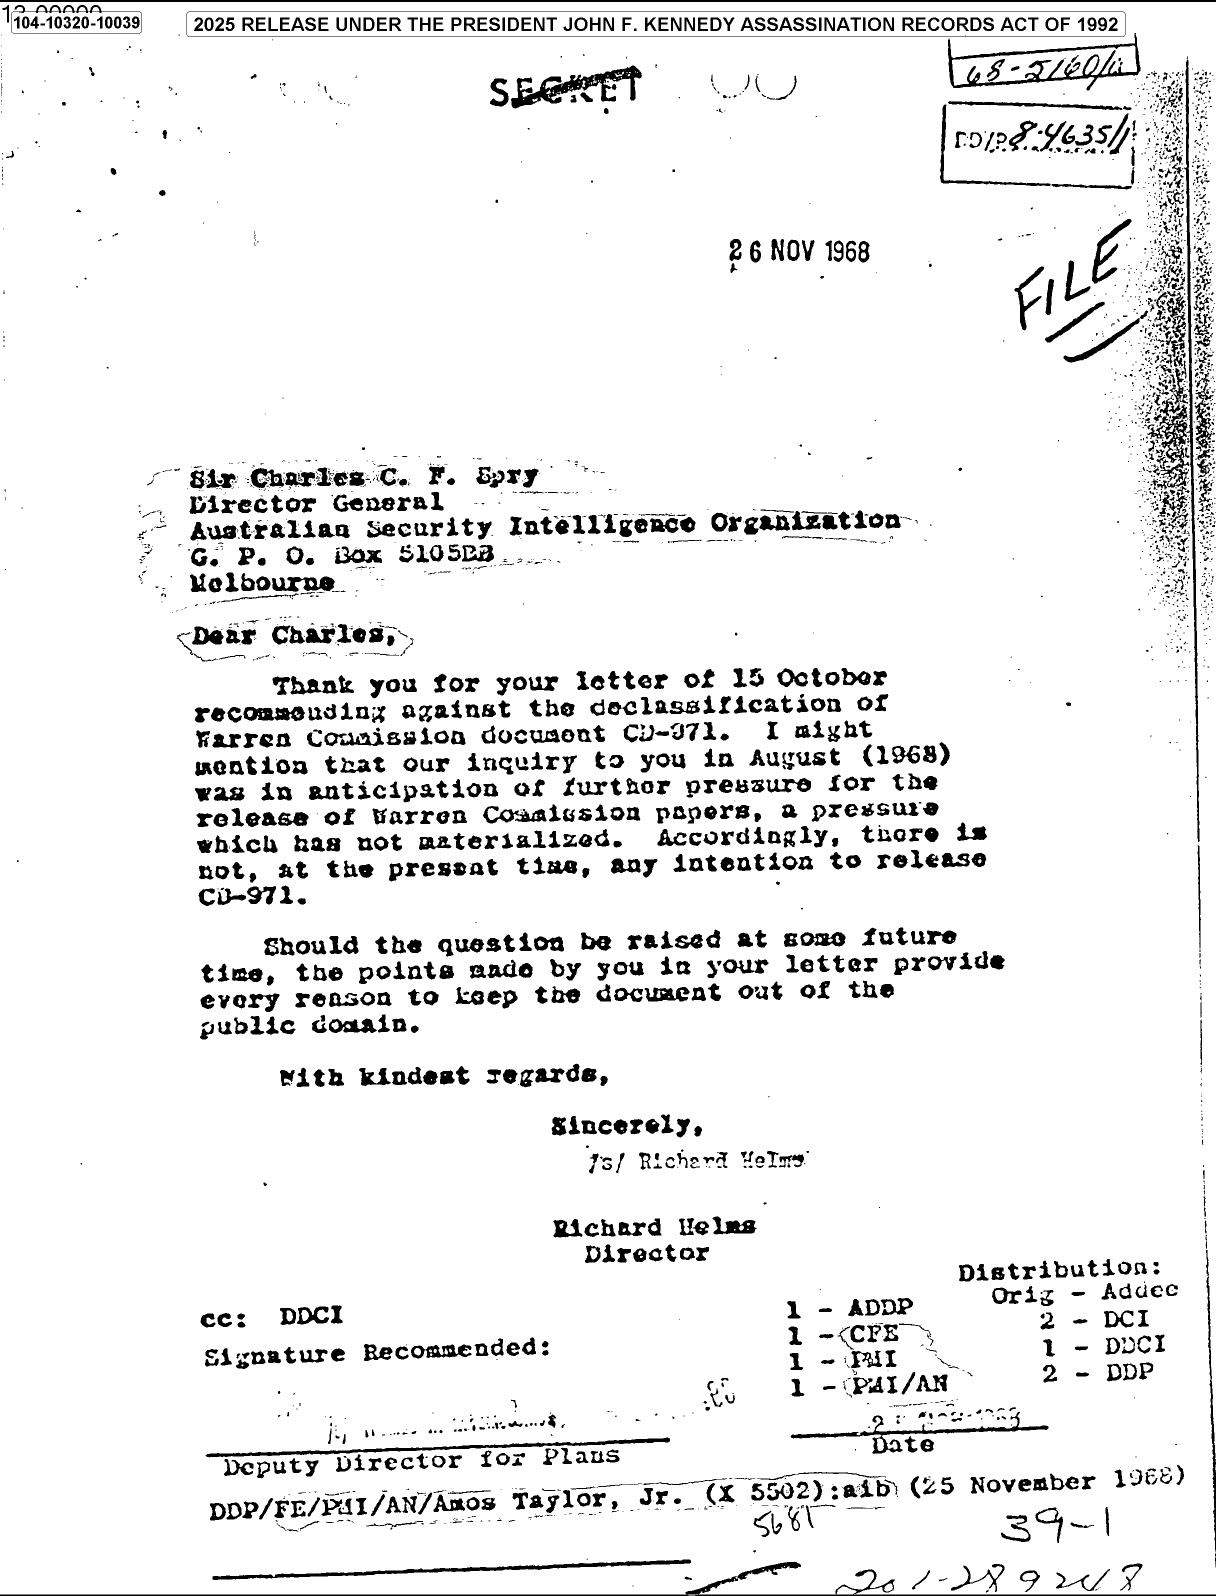 104-10320-10039
2025 RELEASE UNDER THE PRESIDENT JOHN F. KENNEDY ASSASSINATION RECORDS ACT OF 1992
SECRET
68-5160/a
DD/P 8-4635/1
26 NOV 1968
FILE
Sir Charles C. F. Spry
Director General
Australian Security Intelligence Organization
G. P. O. Box 5105BB
Melbourne
Dear Charles,
Thank you for your letter of 15 October
recommending against the declassification of
Warren Commission document CD-971. I might
mention that our inquiry to you in August (1968)
was in anticipation of further pressure for the
release of Warren Commission papers, a pressure
which has not materialized. Accordingly, there is
not, at the present time, any intention to release
CD-971.
Should the question be raised at some future
time, the points made by you in your letter provide
every reason to keep the document out of the
public domain.
With kindest regards,
Sincerely,
/s/ Richard Helms
Richard Helms
Director
Distribution:
Orig - Addee
2 - DCI
1 - DDCI
2 - DDP
1 - ADDP
1 - CFE
1 - PMI
1 - PMI/AN
cc: DDCI
Signature Recommended:
Deputy Director for Plans
Date
DDP/FE/PMI/AN/Amos Taylor, Jr. (X 5502):aib (25 November 1968)
5681
39-1
201-289248